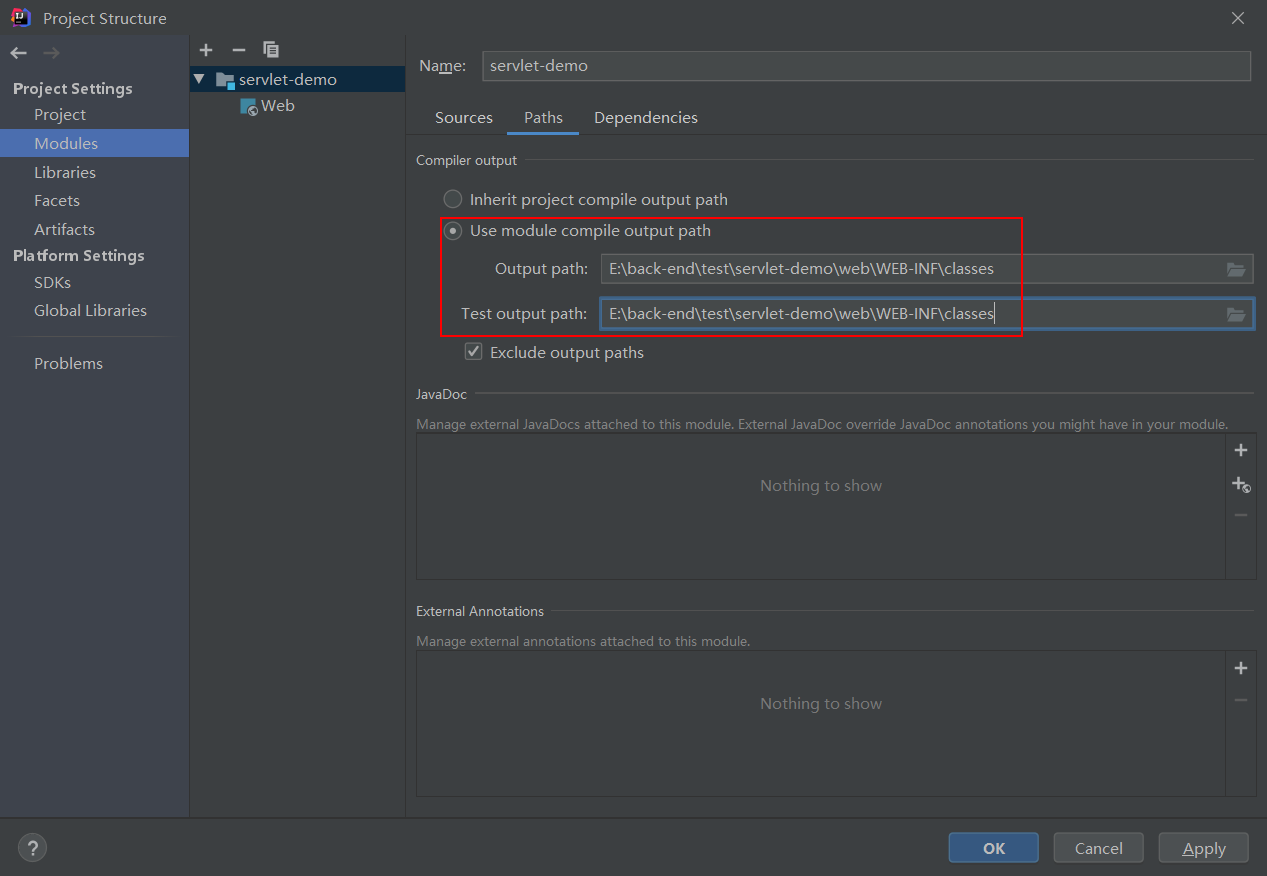 Project Structure
Project Settings
Project
Modules
Libraries
Facets
Artifacts
Platform Settings
SDKs
Global Libraries
Problems
servlet-demo
Web
Name: servlet-demo
Sources Paths Dependencies
Compiler output
Inherit project compile output path
Use module compile output path
Output path: E:\back-end\test\servlet-demo\web\WEB-INF\classes
Test output path: E:\back-end\test\servlet-demo\web\WEB-INF\classes
Exclude output paths
JavaDoc
Manage external JavaDocs attached to this module. External JavaDoc override JavaDoc annotations you might have in your module.
Nothing to show
External Annotations
Manage external annotations attached to this module.
Nothing to show
? OK Cancel Apply